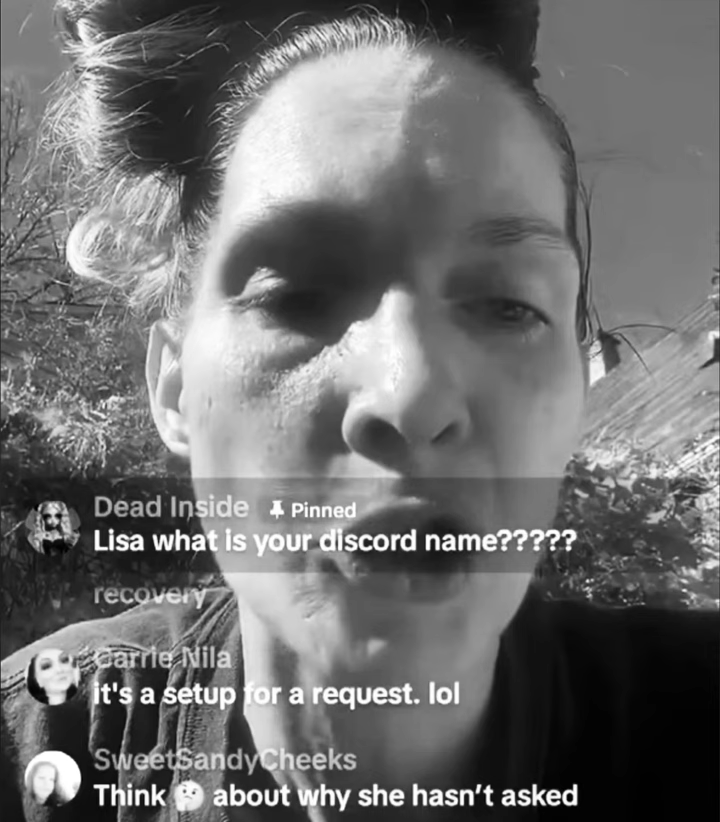 Dead Inside Pinned
Lisa what is your discord name?????
recovery
Carrie Nila
it's a setup for a request. lol
SweetSandyCheeks
Think 🤔 about why she hasn't asked